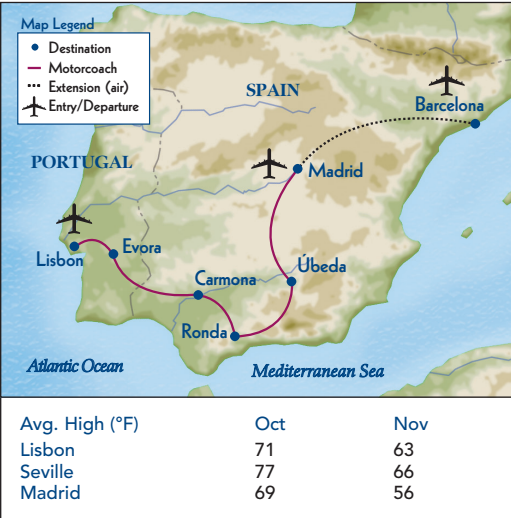 Map Legend
Destination
Motorcoach
Extension (air)
Entry/Departure
SPAIN
Barcelona
PORTUGAL
Madrid
Lisbon
Evora
Carmona
Úbeda
Ronda
Atlantic Ocean
Mediterranean Sea
Avg. High (°F) Oct Nov
Lisbon 71 63
Seville 77 66
Madrid 69 56